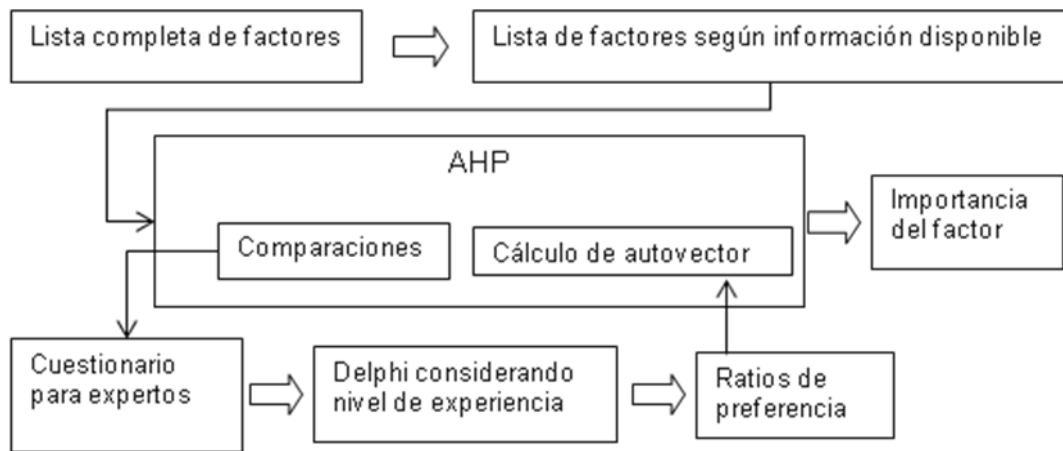 Lista completa de factores
Lista de factores según información disponible
AHP
Comparaciones
Cálculo de autovector
Importancia
del factor
Cuestionario
para expertos
Delphi considerando
nivel de experiencia
Ratios de
preferencia